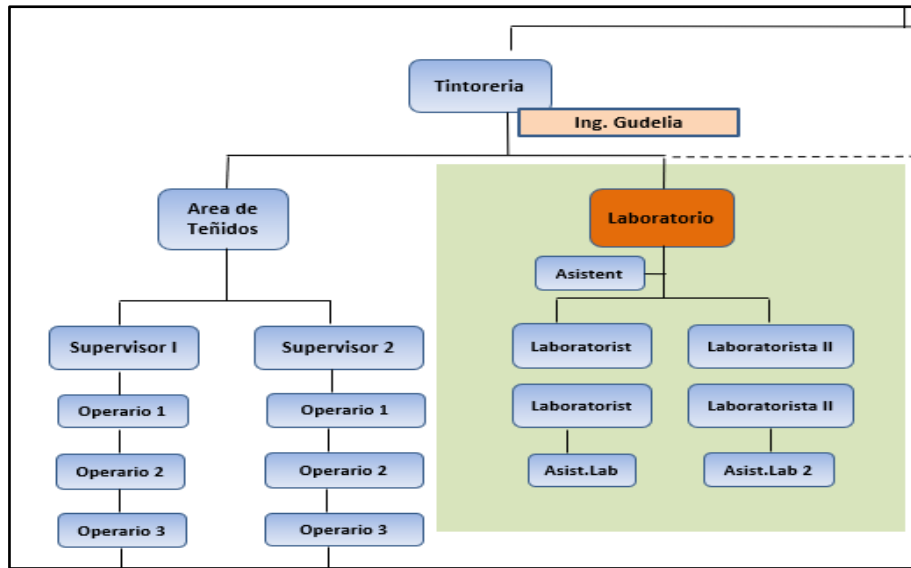 Tintoreria
Ing. Gudelia
Area de
Teñidos
Laboratorio
Asistent
Supervisor I
Supervisor 2
Laboratorist
Laboratorista II
Operario 1
Operario 1
Laboratorist
Laboratorista II
Operario 2
Operario 2
Asist.Lab
Asist.Lab 2
Operario 3
Operario 3